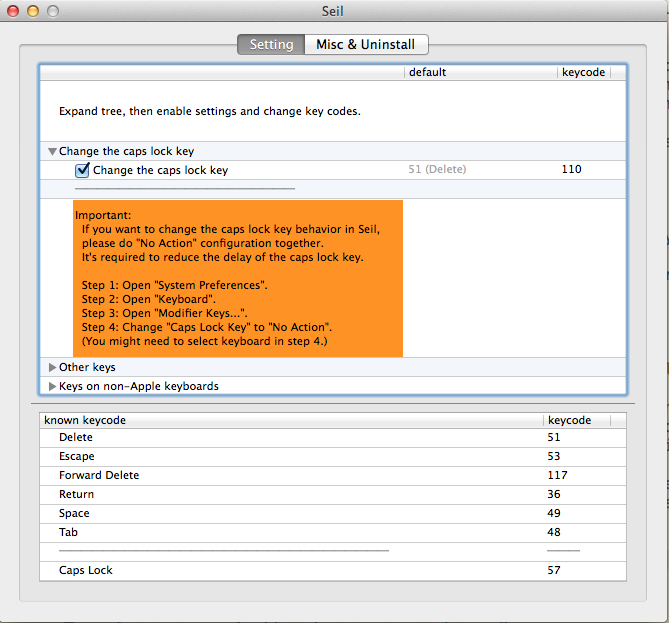 Seil
Setting Misc & Uninstall
default keycode
Expand tree, then enable settings and change key codes.
Change the caps lock key
Change the caps lock key 51 (Delete) 110
Important:
If you want to change the caps lock key behavior in Seil,
please do "No Action" configuration together.
It's required to reduce the delay of the caps lock key.
Step 1: Open "System Preferences".
Step 2: Open "Keyboard".
Step 3: Open "Modifier Keys...".
Step 4: Change "Caps Lock Key" to "No Action".
(You might need to select keyboard in step 4.)
Other keys
Keys on non-Apple keyboards
known keycode keycode
Delete 51
Escape 53
Forward Delete 117
Return 36
Space 49
Tab 48
Caps Lock 57